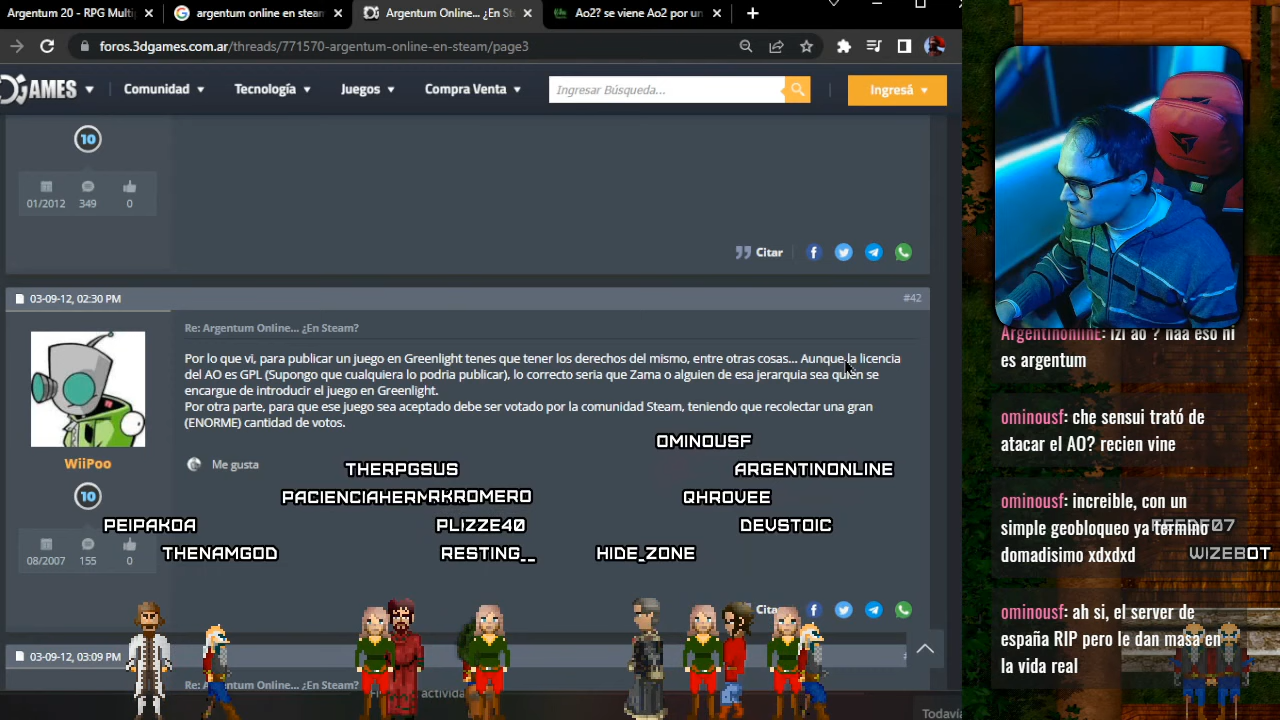 Argentum 20 - RPG Multi
argentum online en stea
Argentum Online... ¿En St
Ao2? se viene Ao2 por un
foros.3dgames.com.ar/threads/771570-argentum-online-en-steam/page3
GAMES
Comunidad
Tecnología
Juegos
Compra Venta
Ingresar Búsqueda...
Ingresá
10
01/2012 349 0
Citar
03-09-12, 02:30 PM
#42
Re: Argentum Online... ¿En Steam?
Por lo que vi, para publicar un juego en Greenlight tenes que tener los derechos del mismo, entre otras cosas... Aunque la licencia
del AO es GPL (Supongo que cualquiera lo podria publicar), lo correcto seria que Zama o alguien de esa jerarquia sea quien se
encargue de introducir el juego en Greenlight.
Por otra parte, para que ese juego sea aceptado debe ser votado por la comunidad Steam, teniendo que recolectar una gran
(ENORME) cantidad de votos.
WiiPoo
Me gusta
10
08/2007 155 0
OMINOUSF
THERPGSUS
ARGENTINONLINE
PACIENCIAHERM
RKROMERO
QHROVEE
PEIPAKOA
PLIZZE40
DEVSTOIC
THENAMGOD
RESTING__
HIDE_ZONE
Cita
03-09-12, 03:09 PM
#
Re: Argentum Online... ¿En Steam?
activida
Todavía
ArgentinonlinE: izi ao ? naa eso ni
es argentum
ominousf: che sensui trató de
atacar el AO? recien vine
ominousf: increible, con un
simple geobloqueo ya termino
domadisimo xdxdxd
WIZEBOT
ominousf: ah si, el server de
españa RIP pero le dan masa en
la vida real